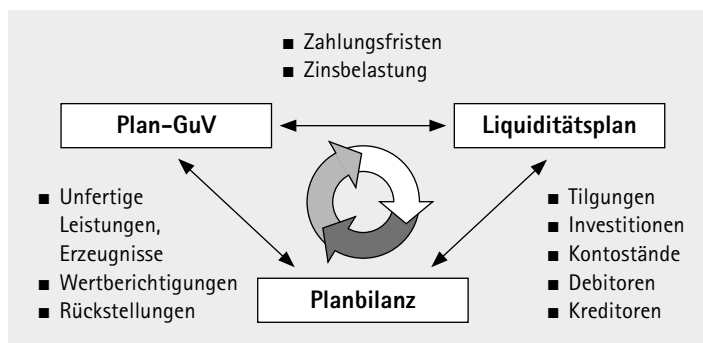 ■ Zahlungsfristen
■ Zinsbelastung
Plan-GuV
Liquiditätsplan
■ Unfertige
Leistungen,
Erzeugnisse
■ Wertberichtigungen
■ Rückstellungen
■ Tilgungen
■ Investitionen
■ Kontostände
■ Debitoren
■ Kreditoren
Planbilanz